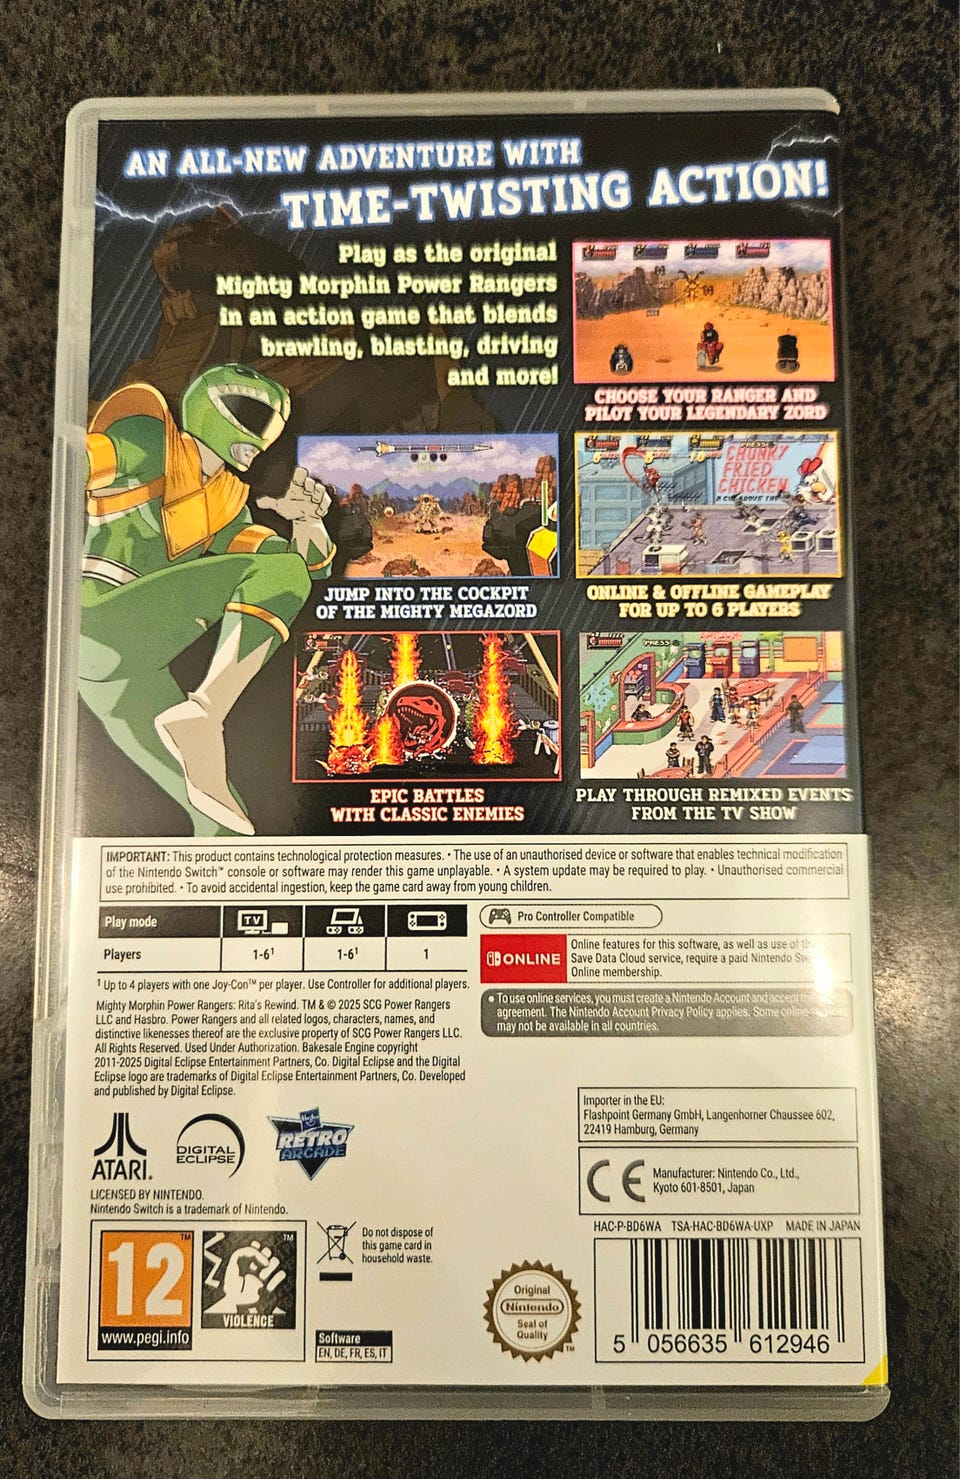 AN ALL-NEW ADVENTURE WITH
TIME-TWISTING ACTION!
Play as the original
Mighty Morphin Power Rangers
in an action game that blends
brawling, blasting, driving
and more!
CHOOSE YOUR RANGER AND
PILOT YOUR LEGENDARY ZORD
JUMP INTO THE COCKPIT
OF THE MIGHTY MEGAZORD
CHUNKY
FRIED
CHICKEN
A CUT ABOVE THE
ONLINE & OFFLINE GAMEPLAY
FOR UP TO 6 PLAYERS
EPIC BATTLES
WITH CLASSIC ENEMIES
PRESS
PLAY THROUGH REMIXED EVENTS
FROM THE TV SHOW
IMPORTANT: This product contains technological protection measures. • The use of an unauthorised device or software that enables technical modification
of the Nintendo Switch™ console or software may render this game unplayable. • A system update may be required to play. • Unauthorised commercial
use prohibited. • To avoid accidental ingestion, keep the game card away from young children.
Play mode
TV
Players
1-6¹
1-6¹
1
¹ Up to 4 players with one Joy-Con™ per player. Use Controller for additional players.
Pro Controller Compatible
ONLINE
Online features for this software, as well as use of the
Save Data Cloud service, require a paid Nintendo Sw
Online membership.
• To use online services, you must create a Nintendo Account and accept the
agreement. The Nintendo Account Privacy Policy applies. Some online services
may not be available in all countries.
Mighty Morphin Power Rangers: Rita's Rewind. TM & © 2025 SCG Power Rangers
LLC and Hasbro. Power Rangers and all related logos, characters, names, and
distinctive likenesses thereof are the exclusive property of SCG Power Rangers LLC.
All Rights Reserved. Used Under Authorization. Bakesale Engine copyright
2011-2025 Digital Eclipse Entertainment Partners, Co. Digital Eclipse and the Digital
Eclipse logo are trademarks of Digital Eclipse Entertainment Partners, Co. Developed
and published by Digital Eclipse.
ATARI.
DIGITAL
ECLIPSE
Hasbro
RETRO
ARCADE
LICENSED BY NINTENDO.
Nintendo Switch is a trademark of Nintendo.
Importer in the EU:
Flashpoint Germany GmbH, Langenhorner Chaussee 602,
22419 Hamburg, Germany
CE
Manufacturer: Nintendo Co., Ltd.,
Kyoto 601-8501, Japan
HAC-P-BD6WA TSA-HAC-BD6WA-UXP MADE IN JAPAN
12
™
www.pegi.info
™
VIOLENCE
Do not dispose of
this game card in
household waste.
Software
EN, DE, FR, ES, IT
Original
Nintendo
Seal of
Quality
™
5 056635 612946